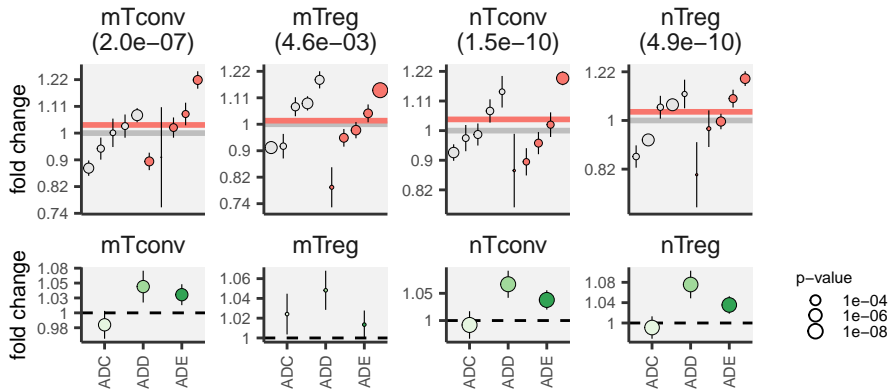 mTconv
(2.0e−07)
mTreg
(4.6e−03)
nTconv
(1.5e−10)
nTreg
(4.9e−10)
fold change
1.22
1.11
1
0.9
0.82
0.74
1.22
1.11
1
0.9
0.82
0.74
1.22
1.11
1
0.9
0.82
1.22
1
0.82
mTconv
mTreg
nTconv
nTreg
fold change
1.08
1.05
1.03
1
0.98
1.06
1.04
1.02
1
1.05
1
1.08
1.04
1
ADC
ADD
ADE
ADC
ADD
ADE
ADC
ADD
ADE
ADC
ADD
ADE
p−value
1e−04
1e−06
1e−08